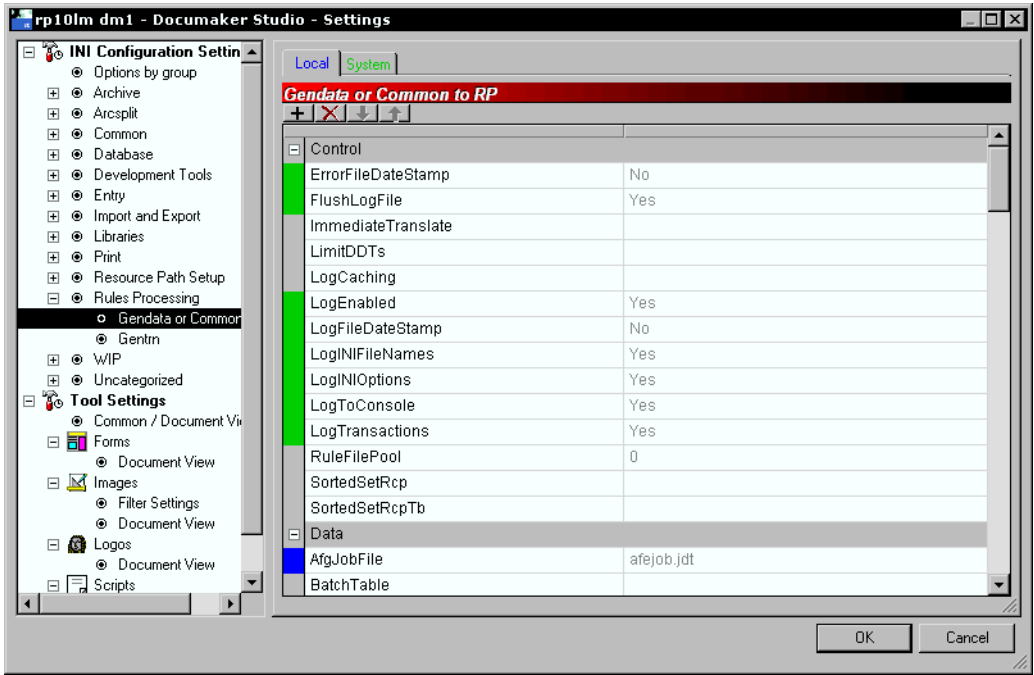 rp10lm dm1 - Documaker Studio - Settings
INI Configuration Settin
Options by group
Archive
Arcsplit
Common
Database
Development Tools
Entry
Import and Export
Libraries
Print
Resource Path Setup
Rules Processing
Gendata or Common
Gentrn
WIP
Uncategorized
Tool Settings
Common / Document Vi
Forms
Document View
Images
Filter Settings
Document View
Logos
Document View
Scripts
Local System
Gendata or Common to RP
Control
ErrorFileDateStamp No
FlushLogFile Yes
ImmediateTranslate
LimitDDTs
LogCaching
LogEnabled Yes
LogFileDateStamp No
LogINIFileNames Yes
LogINIOptions Yes
LogToConsole Yes
LogTransactions Yes
RuleFilePool 0
SortedSetRcp
SortedSetRcpTb
Data
AfgJobFile afejob.jdt
BatchTable
OK Cancel